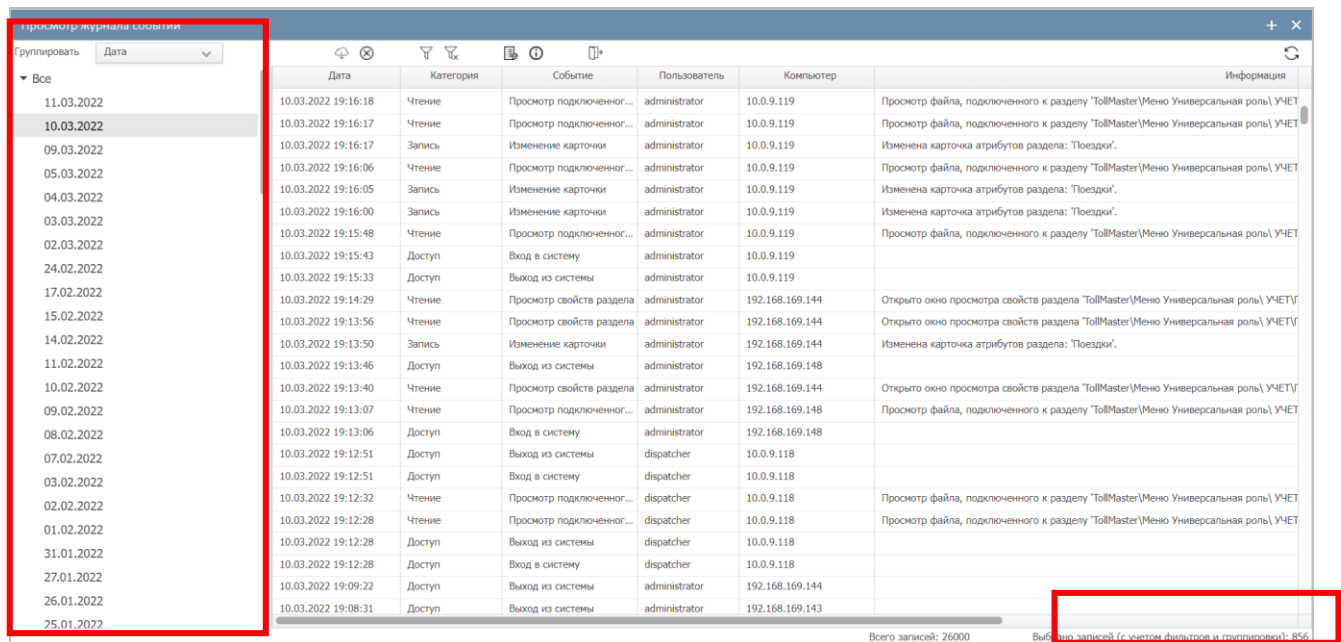 Просмотр журнала событий
Группировать Дата
Все
11.03.2022
10.03.2022
09.03.2022
05.03.2022
04.03.2022
03.03.2022
02.03.2022
24.02.2022
17.02.2022
15.02.2022
14.02.2022
11.02.2022
10.02.2022
09.02.2022
08.02.2022
07.02.2022
03.02.2022
02.02.2022
01.02.2022
31.01.2022
27.01.2022
26.01.2022
25.01.2022
Дата Категория Событие Пользователь Компьютер Информация
10.03.2022 19:16:18 Чтение Просмотр подключенног... administrator 10.0.9.119 Просмотр файла, подключенного к разделу 'TollMaster\Меню Универсальная роль\ УЧЕТ
10.03.2022 19:16:17 Чтение Просмотр подключенног... administrator 10.0.9.119 Просмотр файла, подключенного к разделу 'TollMaster\Меню Универсальная роль\ УЧЕТ
10.03.2022 19:16:17 Запись Изменение карточки administrator 10.0.9.119 Изменена карточка атрибутов раздела: 'Поездки'.
10.03.2022 19:16:06 Чтение Просмотр подключенног... administrator 10.0.9.119 Просмотр файла, подключенного к разделу 'TollMaster\Меню Универсальная роль\ УЧЕТ
10.03.2022 19:16:05 Запись Изменение карточки administrator 10.0.9.119 Изменена карточка атрибутов раздела: 'Поездки'.
10.03.2022 19:16:00 Запись Изменение карточки administrator 10.0.9.119 Изменена карточка атрибутов раздела: 'Поездки'.
10.03.2022 19:15:48 Чтение Просмотр подключенног... administrator 10.0.9.119 Просмотр файла, подключенного к разделу 'TollMaster\Меню Универсальная роль\ УЧЕТ
10.03.2022 19:15:43 Доступ Вход в систему administrator 10.0.9.119
10.03.2022 19:15:33 Доступ Выход из системы administrator 10.0.9.119
10.03.2022 19:14:29 Чтение Просмотр свойств раздела administrator 192.168.169.144 Открыто окно просмотра свойств раздела 'TollMaster\Меню Универсальная роль\ УЧЕТ\Г
10.03.2022 19:13:56 Чтение Просмотр свойств раздела administrator 192.168.169.144 Открыто окно просмотра свойств раздела 'TollMaster\Меню Универсальная роль\ УЧЕТ\Г
10.03.2022 19:13:50 Запись Изменение карточки administrator 192.168.169.144 Изменена карточка атрибутов раздела: 'Поездки'.
10.03.2022 19:13:46 Доступ Выход из системы administrator 192.168.169.148
10.03.2022 19:13:40 Чтение Просмотр свойств раздела administrator 192.168.169.144 Открыто окно просмотра свойств раздела 'TollMaster\Меню Универсальная роль\ УЧЕТ\Г
10.03.2022 19:13:07 Чтение Просмотр подключенног... administrator 192.168.169.148 Просмотр файла, подключенного к разделу 'TollMaster\Меню Универсальная роль\ УЧЕТ
10.03.2022 19:13:06 Доступ Вход в систему administrator 192.168.169.148
10.03.2022 19:12:51 Доступ Выход из системы dispatcher 10.0.9.118
10.03.2022 19:12:51 Доступ Вход в систему dispatcher 10.0.9.118
10.03.2022 19:12:32 Чтение Просмотр подключенног... dispatcher 10.0.9.118 Просмотр файла, подключенного к разделу 'TollMaster\Меню Универсальная роль\ УЧЕТ
10.03.2022 19:12:28 Чтение Просмотр подключенног... dispatcher 10.0.9.118 Просмотр файла, подключенного к разделу 'TollMaster\Меню Универсальная роль\ УЧЕТ
10.03.2022 19:12:28 Доступ Выход из системы dispatcher 10.0.9.118
10.03.2022 19:12:28 Доступ Вход в систему dispatcher 10.0.9.118
10.03.2022 19:09:22 Доступ Выход из системы administrator 192.168.169.144
10.03.2022 19:08:31 Доступ Выход из системы administrator 192.168.169.143
Всего записей: 26000 Выбрано записей (с учетом фильтров и группировки): 856